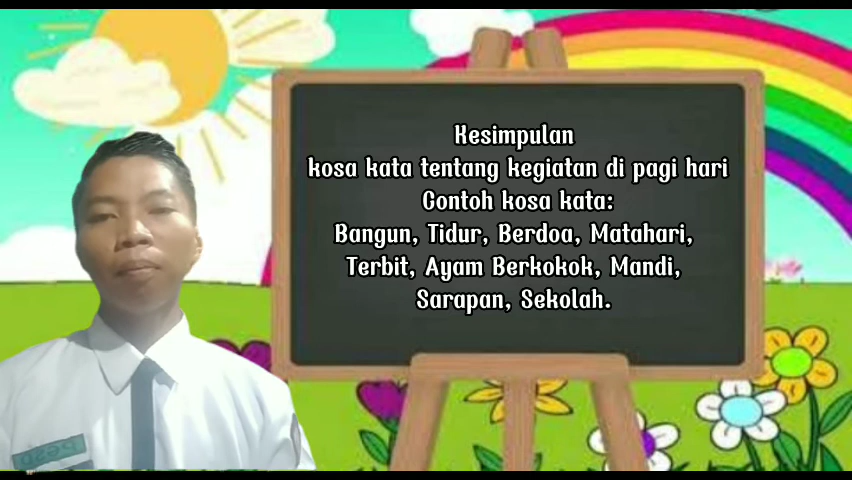 Kesimpulan
kosa kata tentang kegiatan di pagi hari
Contoh kosa kata:
Bangun, Tidur, Berdoa, Matahari,
Terbit, Ayam Berkokok, Mandi,
Sarapan, Sekolah.
PGSD